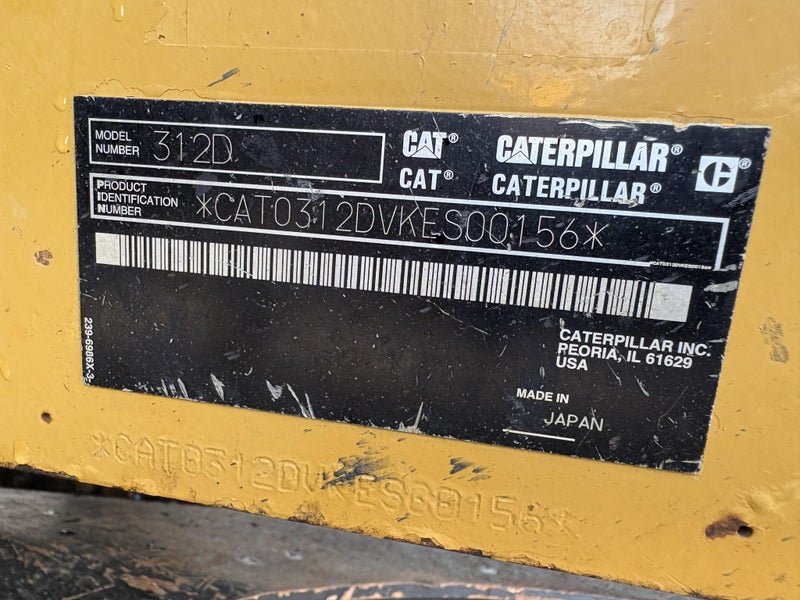 MODEL NUMBER 312D
CAT® CATERPILLAR®
CAT® CATERPILLAR®
PRODUCT IDENTIFICATION NUMBER *CAT0312DVKES00156*
CATERPILLAR INC.
PEORIA, IL 61629
USA
MADE IN
JAPAN
239-6986X-3
*CAT0312DVKES00156*